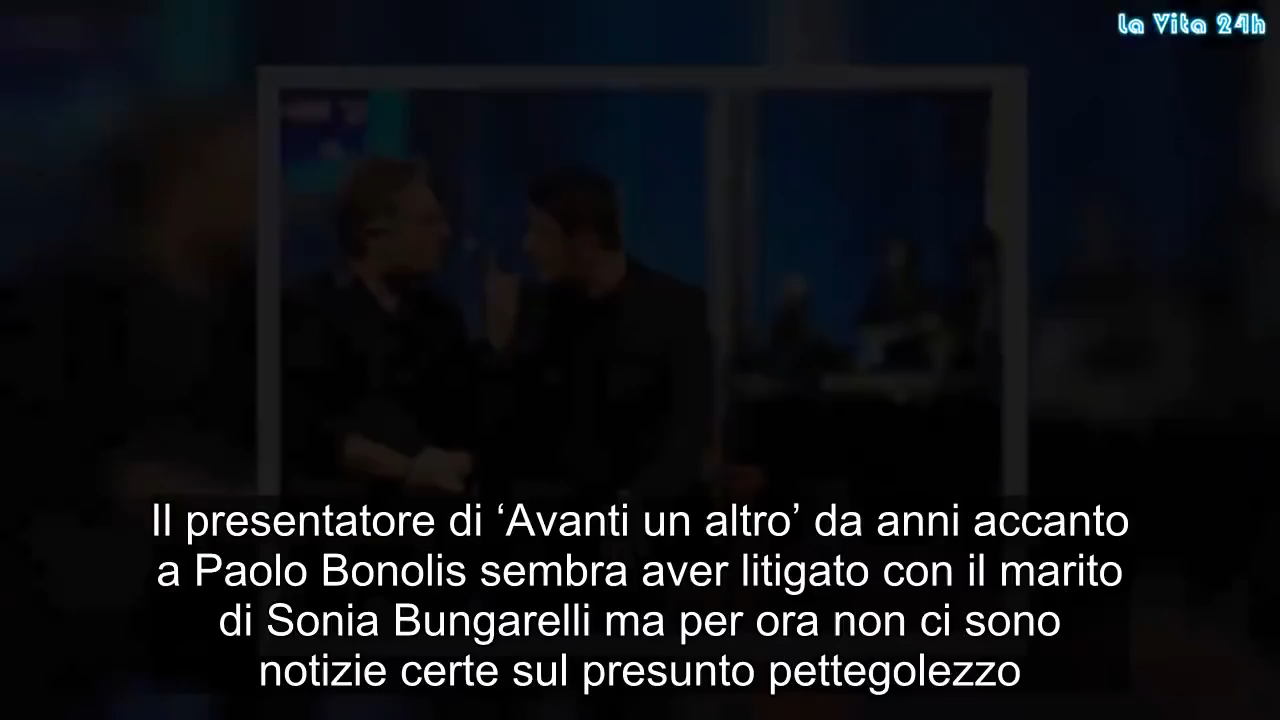 la Vita 24h
Il presentatore di ‘Avanti un altro’ da anni accanto
a Paolo Bonolis sembra aver litigato con il marito
di Sonia Bungarelli ma per ora non ci sono
notizie certe sul presunto pettegolezzo